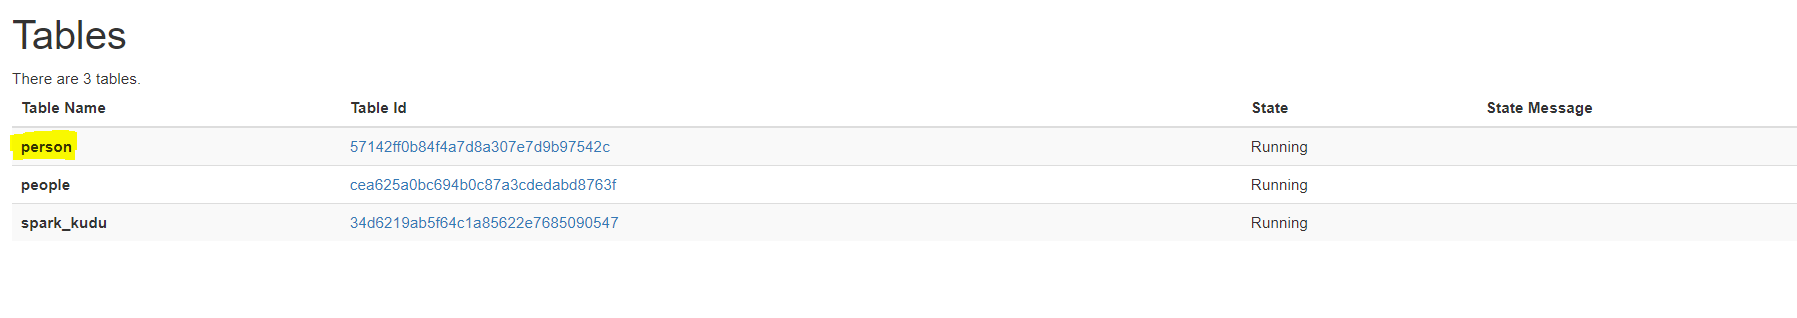 Tables
There are 3 tables.
Table Name Table Id State State Message
person 57142ff0b84f4a7d8a307e7d9b97542c Running
people cea625a0bc694b0c87a3cdedabd8763f Running
spark_kudu 34d6219ab5f64c1a85622e7685090547 Running